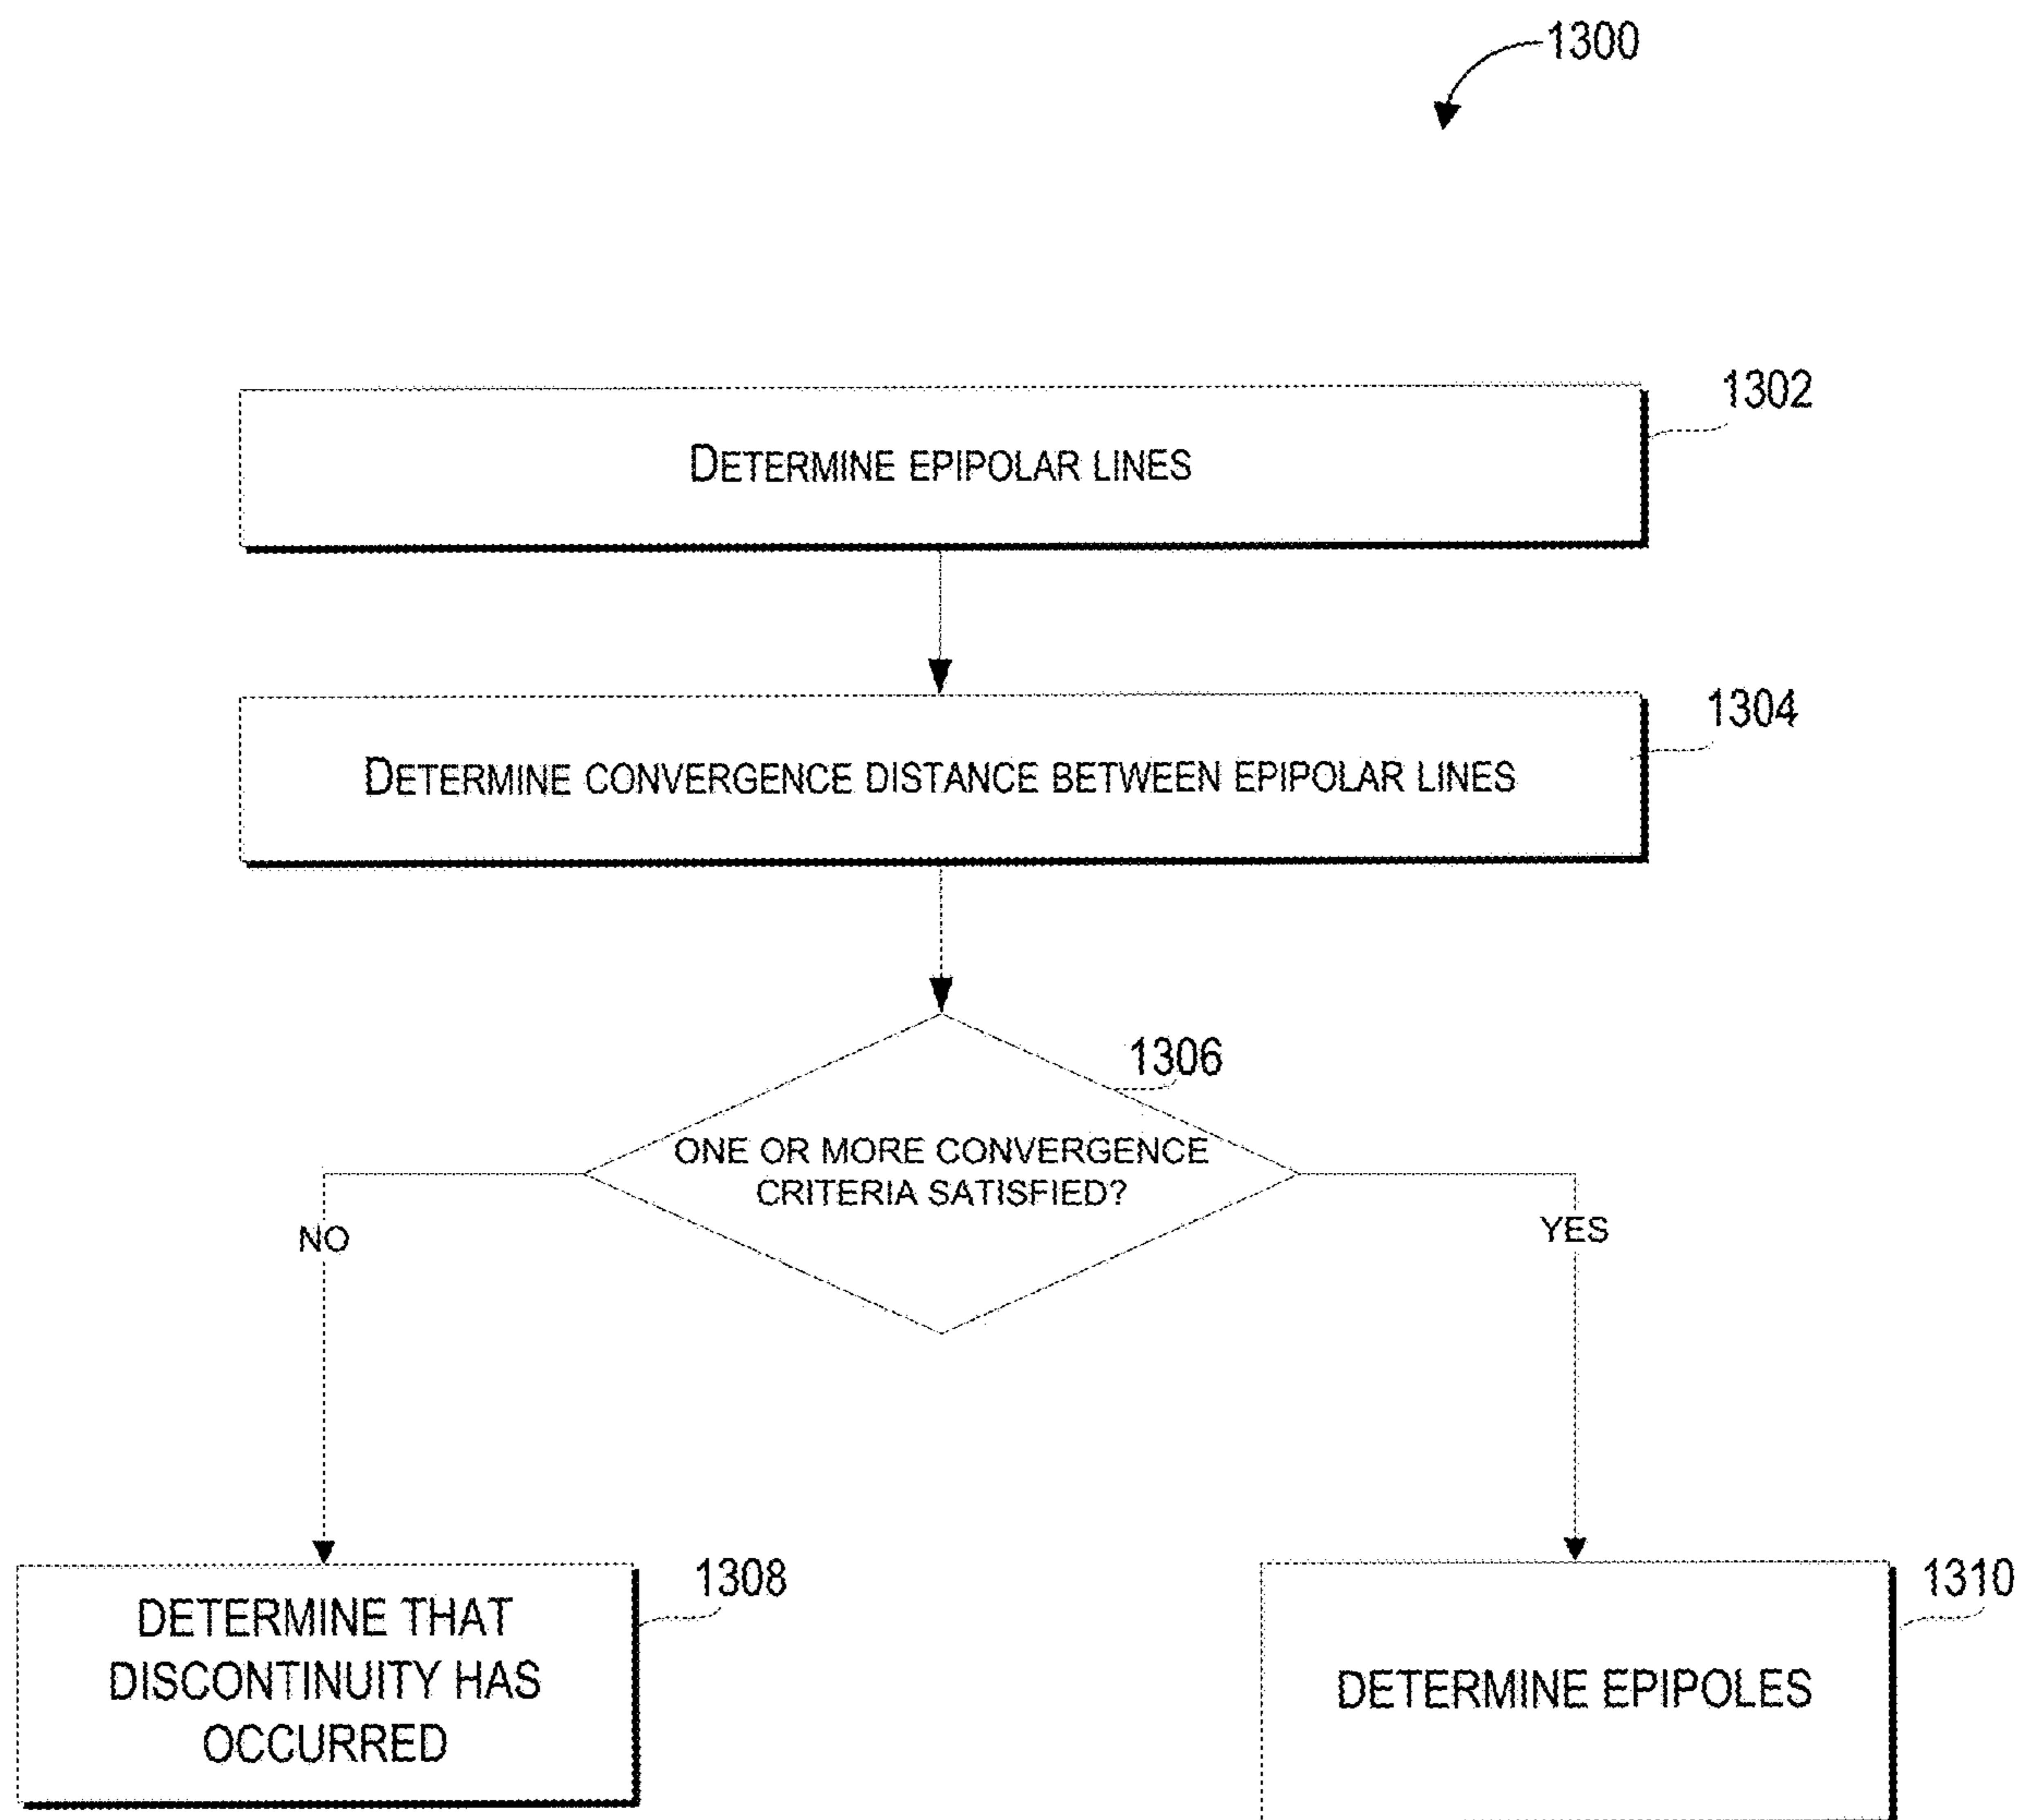 1300
1302
DETERMINE EPIPOLAR LINES
1304
DETERMINE CONVERGENCE DISTANCE BETWEEN EPIPOLAR LINES
1306
ONE OR MORE CONVERGENCE
CRITERIA SATISFIED?
NO
YES
1308
DETERMINE THAT
DISCONTINUITY HAS
OCCURRED
1310
DETERMINE EPIPOLES